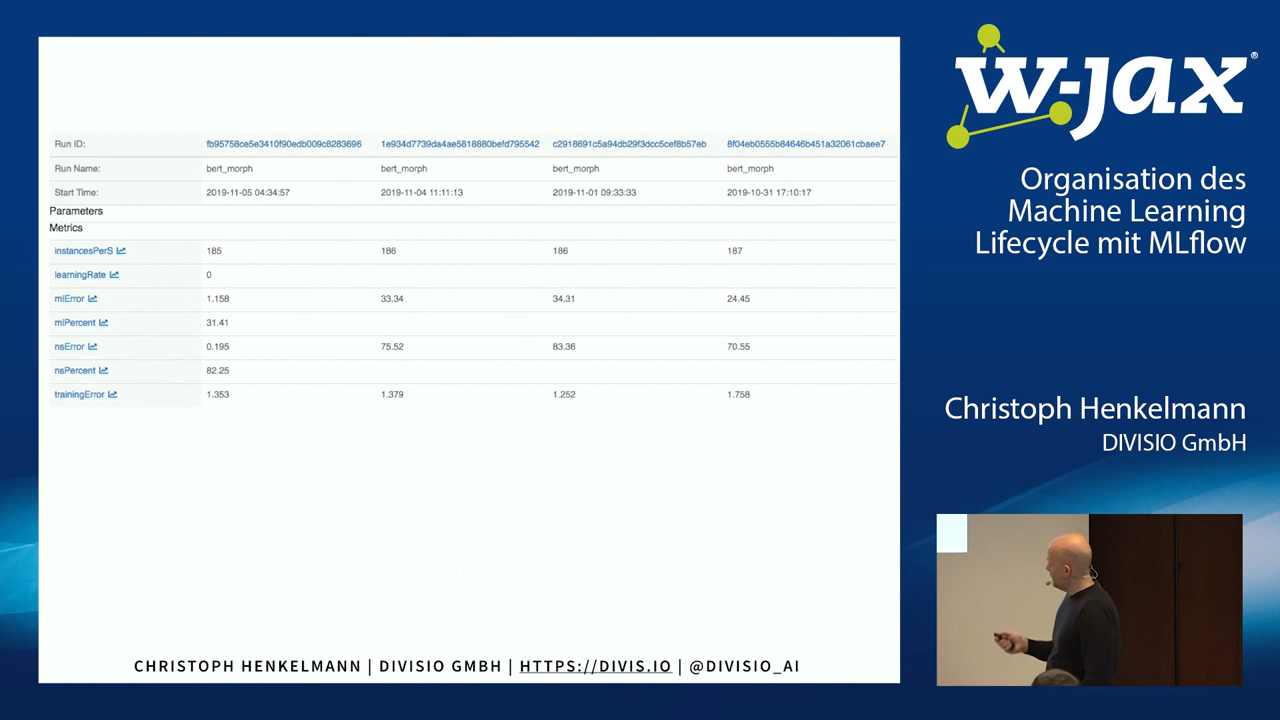 Run ID: fb95758ce5e3410f90edb009c8283696 1e934d7739da4ae5818880befd795542 c2918691c5a94db29f3dcc5cef8b57eb 8f04eb0555b84646b451a32061cbaee7
Run Name: bert_morph bert_morph bert_morph bert_morph
Start Time: 2019-11-05 04:34:57 2019-11-04 11:11:13 2019-11-01 09:33:33 2019-10-31 17:10:17
Parameters
Metrics
instancesPerS 185 186 186 187
learningRate 0
mlError 1.158 33.34 34.31 24.45
mlPercent 31.41
nsError 0.195 75.52 83.36 70.55
nsPercent 82.25
trainingError 1.353 1.379 1.252 1.758
CHRISTOPH HENKELMANN | DIVISIO GMBH | HTTPS://DIVIS.IO | @DIVISIO_AI
w-jax®
Organisation des
Machine Learning
Lifecycle mit MLflow
Christoph Henkelmann
DIVISIO GmbH